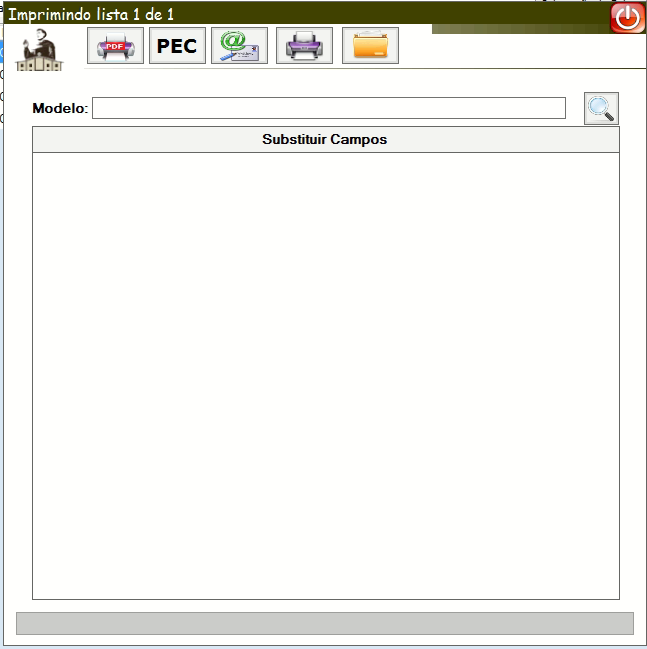 Imprimindo lista 1 de 1
PDF
PEC
Modelo:
Substituir Campos